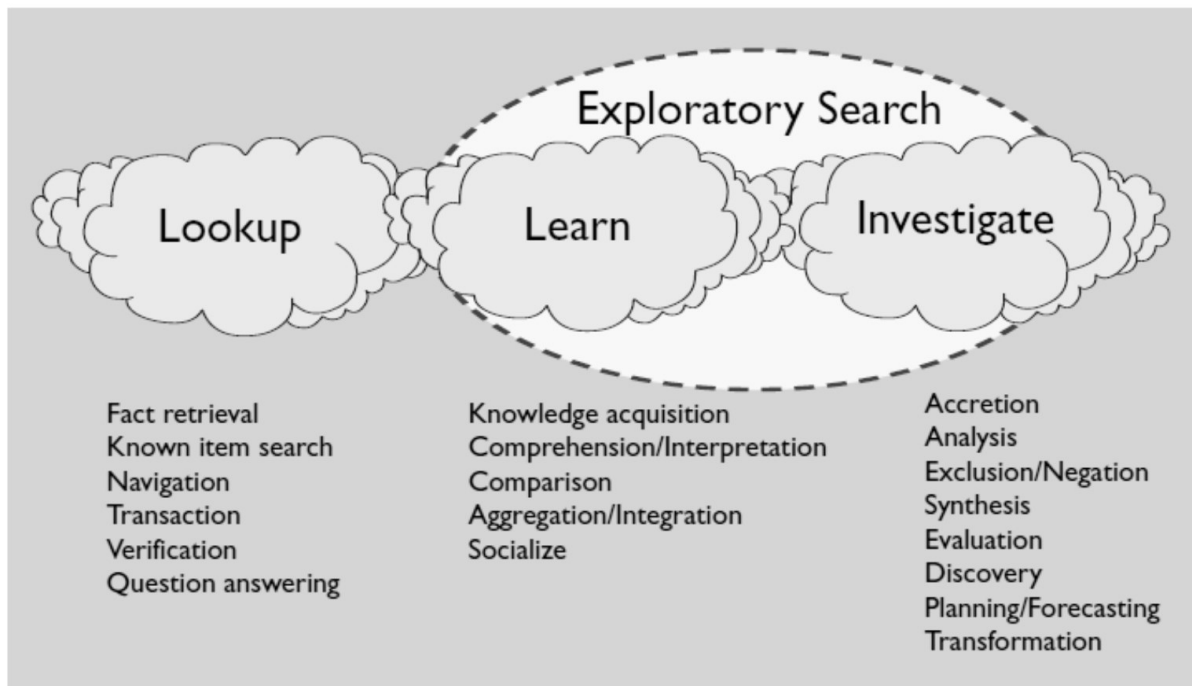 Exploratory Search
Lookup
Learn
Investigate
Fact retrieval
Known item search
Navigation
Transaction
Verification
Question answering
Knowledge acquisition
Comprehension/Interpretation
Comparison
Aggregation/Integration
Socialize
Accretion
Analysis
Exclusion/Negation
Synthesis
Evaluation
Discovery
Planning/Forecasting
Transformation